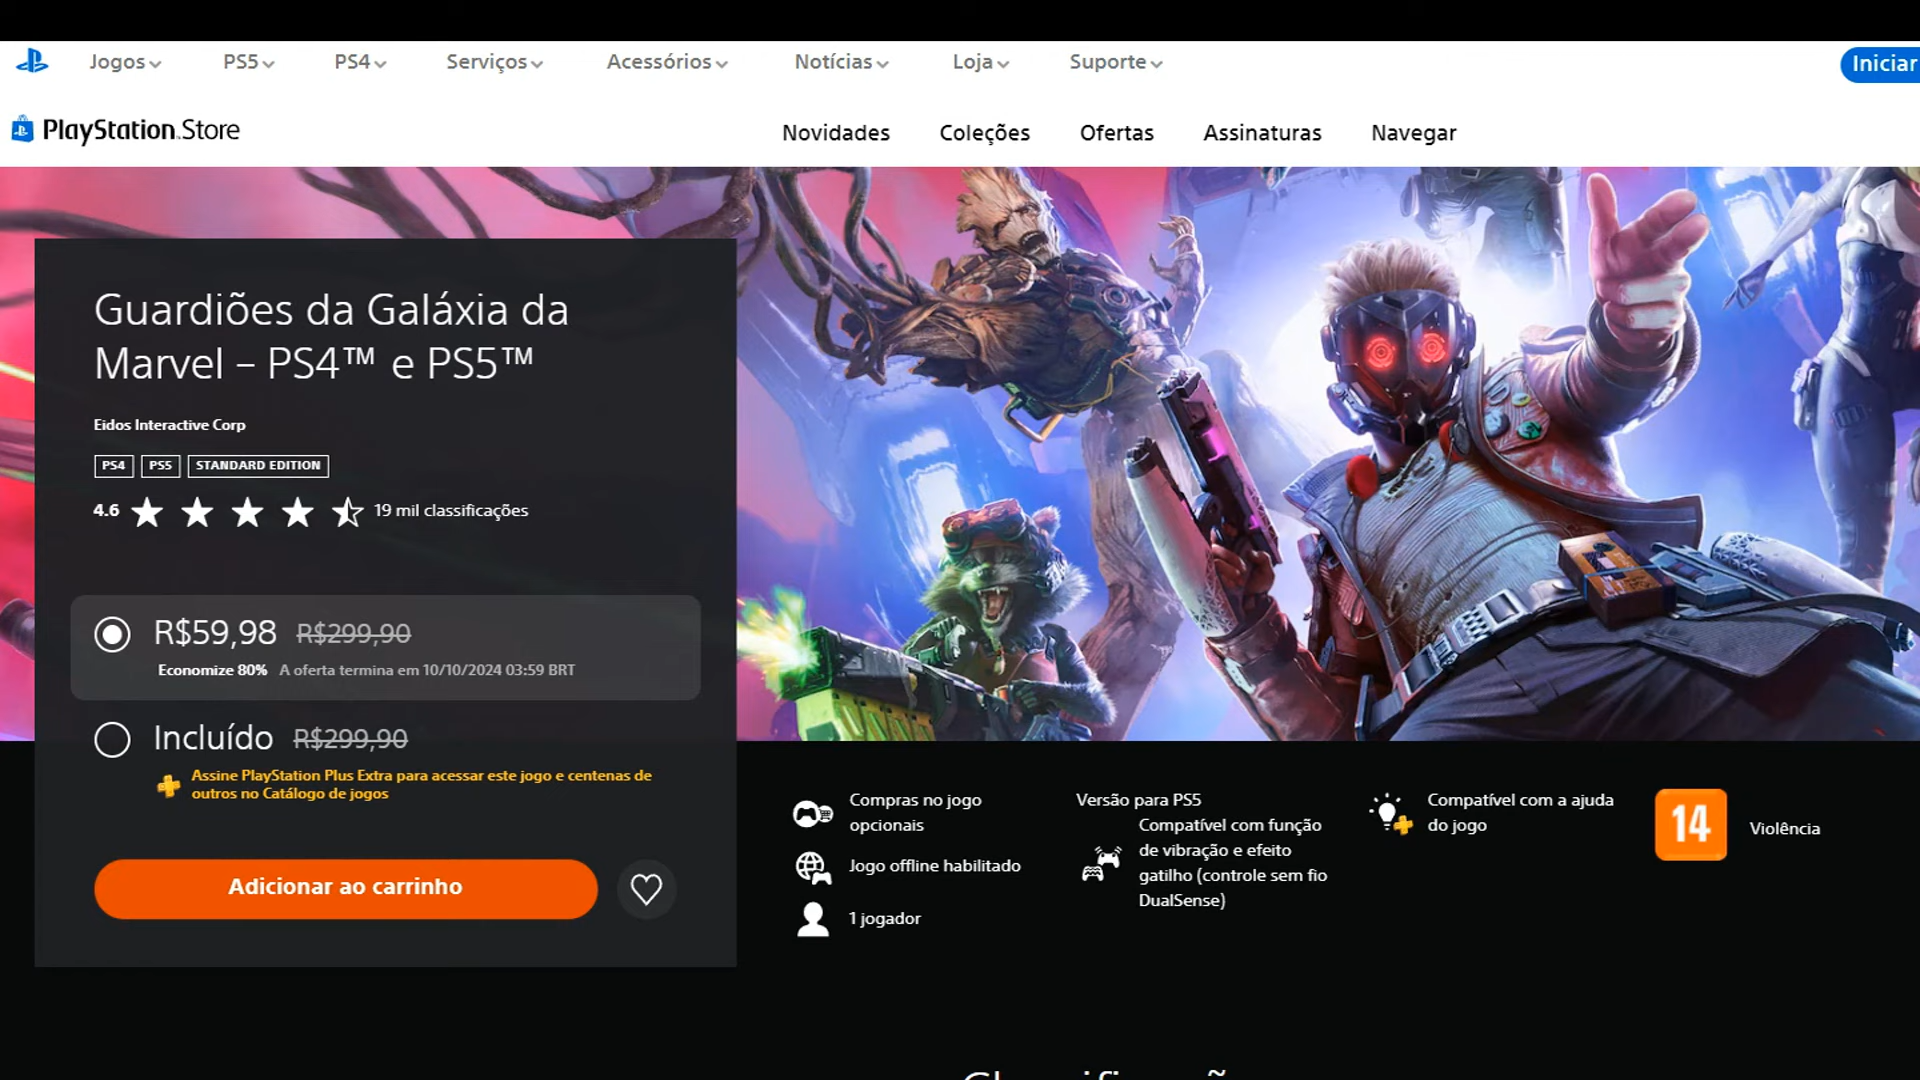 Jogos
PS5
PS4
Serviços
Acessórios
Notícias
Loja
Suporte
Iniciar
PlayStation Store
Novidades
Coleções
Ofertas
Assinaturas
Navegar
Guardiões da Galáxia da
Marvel – PS4™ e PS5™
Eidos Interactive Corp
PS4 PS5 STANDARD EDITION
4.6 19 mil classificações
R$59,98 R$299,90
Economize 80% A oferta termina em 10/10/2024 03:59 BRT
Incluído R$299,90
Assine PlayStation Plus Extra para acessar este jogo e centenas de
outros no Catálogo de jogos
Adicionar ao carrinho
Compras no jogo
opcionais
Jogo offline habilitado
1 jogador
Versão para PS5
Compatível com função
de vibração e efeito
gatilho (controle sem fio
DualSense)
Compatível com a ajuda
do jogo
14
Violência